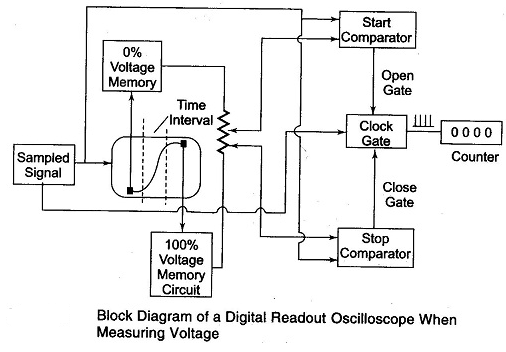 Start
Comparator
0%
Voltage
Memory
Open
Gate
Time
Interval
Clock
Gate
0000
Counter
Sampled
Signal
Close
Gate
100%
Voltage
Memory
Circuit
Stop
Comparator
Block Diagram of a Digital Readout Oscilloscope When
Measuring Voltage